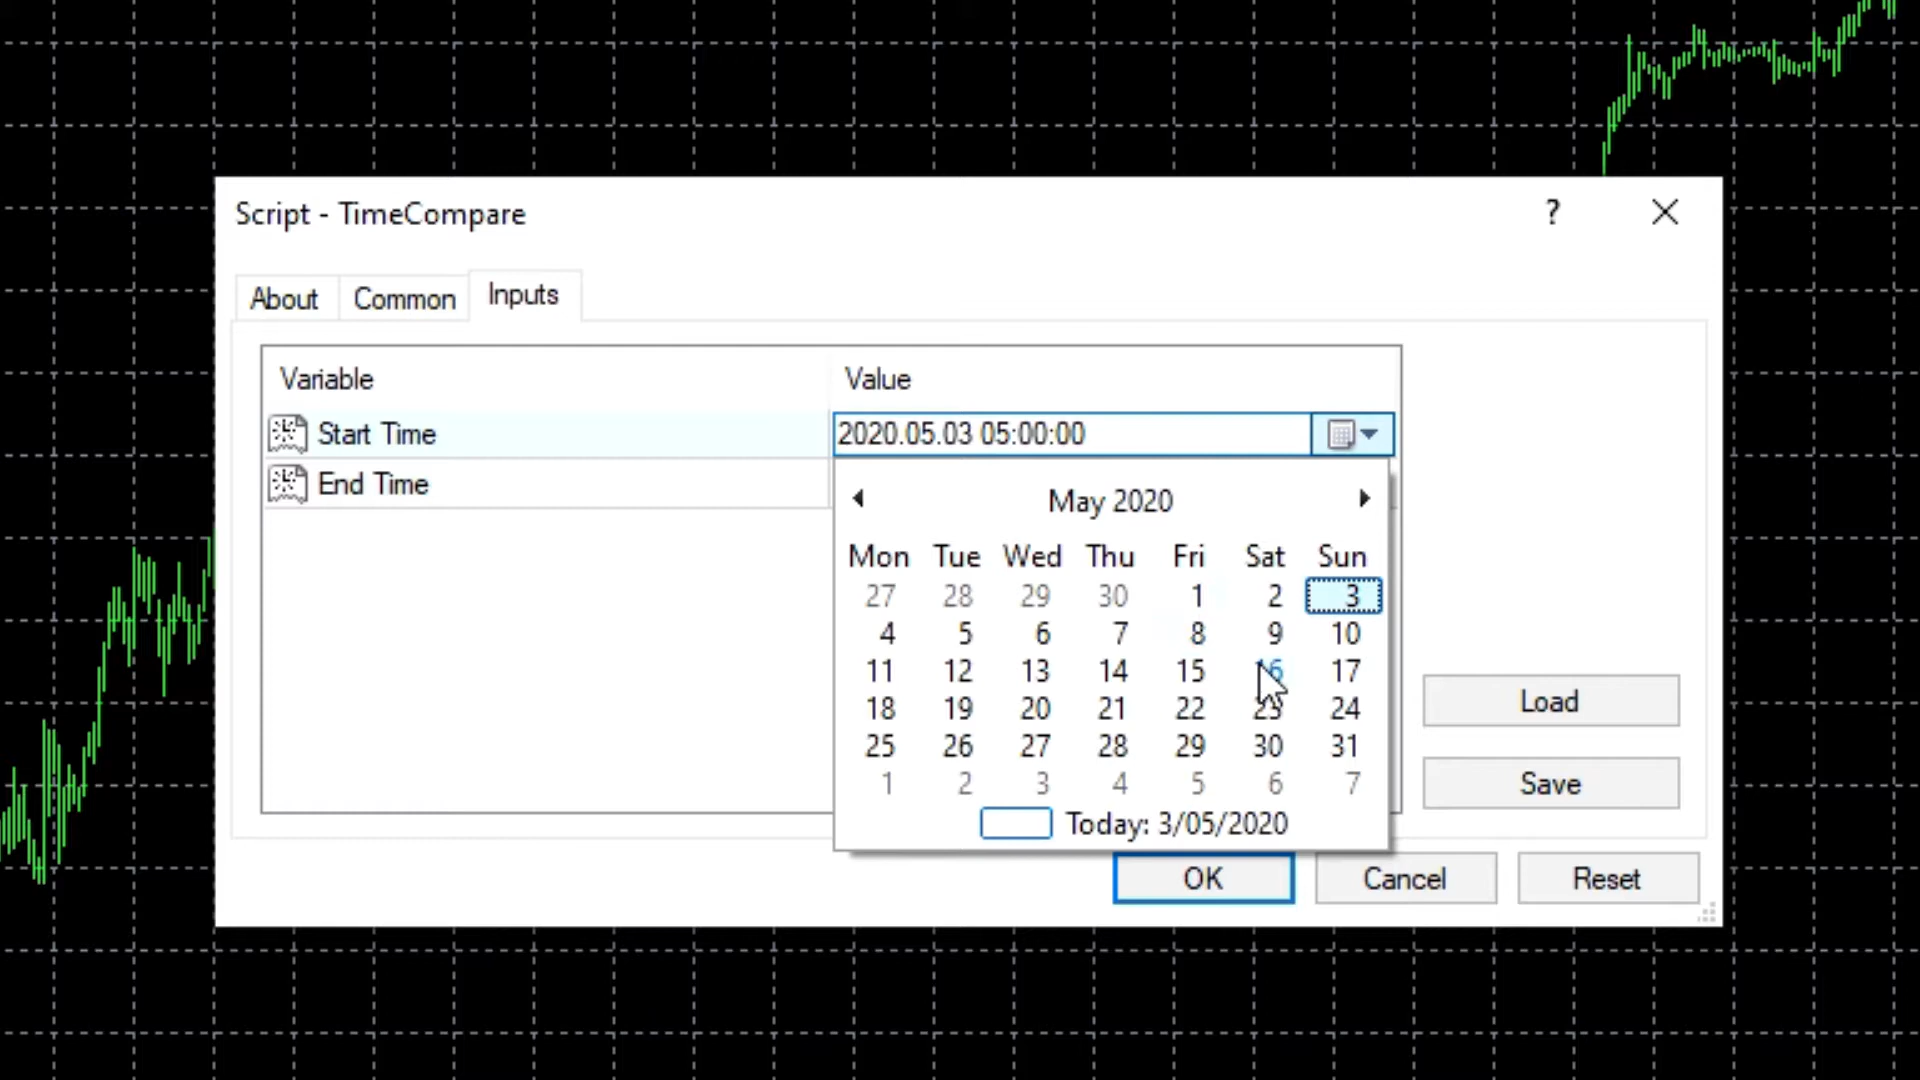 Script - TimeCompare
?
About Common Inputs
Variable Value
Start Time 2020.05.03 05:00:00
End Time
May 2020
Mon Tue Wed Thu Fri Sat Sun
27 28 29 30 1 2 3
4 5 6 7 8 9 10
11 12 13 14 15 16 17
18 19 20 21 22 23 24
25 26 27 28 29 30 31
1 2 3 4 5 6 7
Today: 3/05/2020
Load
Save
OK Cancel Reset